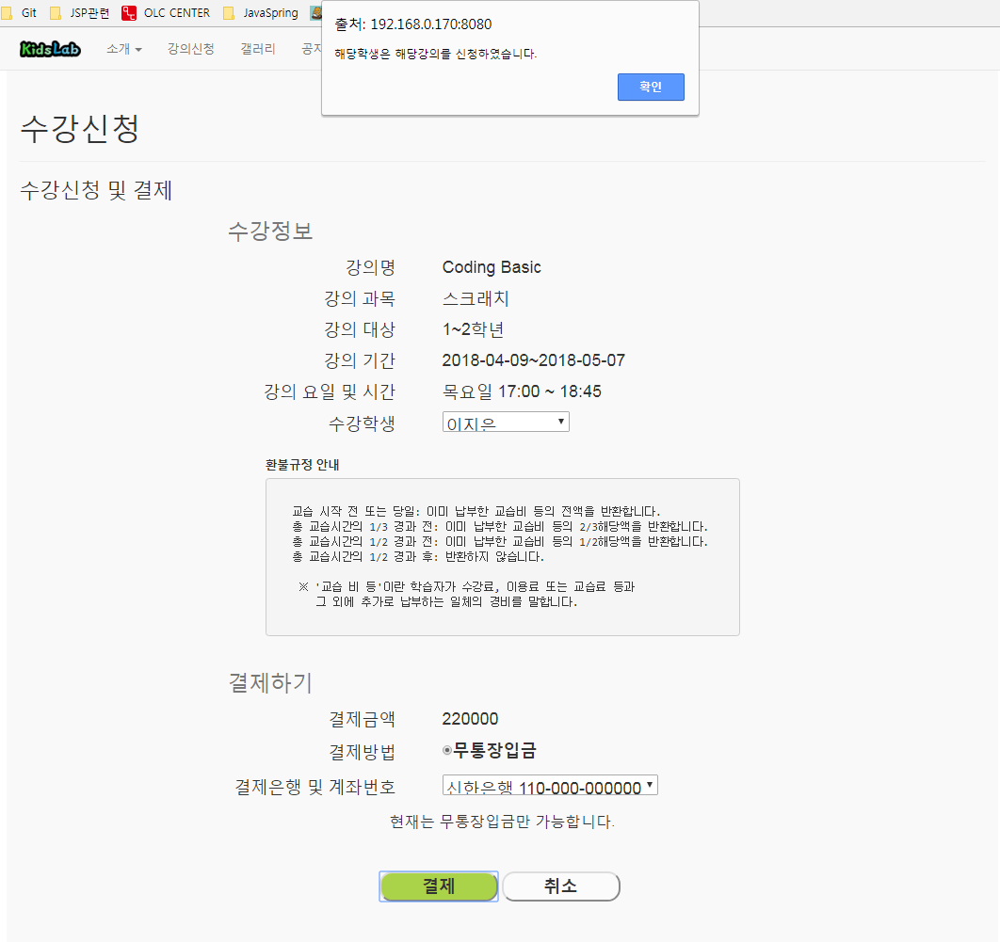 Git JSP관련 OLC CENTER JavaSpring
출처: 192.168.0.170:8080
해당학생은 해당강의를 신청하였습니다.
확인
KidsLab 소개 강의신청 갤러리 공지
수강신청
수강신청 및 결제
수강정보
강의명 Coding Basic
강의 과목 스크래치
강의 대상 1~2학년
강의 기간 2018-04-09~2018-05-07
강의 요일 및 시간 목요일 17:00 ~ 18:45
수강학생 이지은
환불규정 안내
교습 시작 전 또는 당일: 이미 납부한 교습비 등의 전액을 반환합니다.
총 교습시간의 1/3 경과 전: 이미 납부한 교습비 등의 2/3해당액을 반환합니다.
총 교습시간의 1/2 경과 전: 이미 납부한 교습비 등의 1/2해당액을 반환합니다.
총 교습시간의 1/2 경과 후: 반환하지 않습니다.
※ '교습 비 등'이란 학습자가 수강료, 이용료 또는 교습료 등과
그 외에 추가로 납부하는 일체의 경비를 말합니다.
결제하기
결제금액 220000
결제방법 무통장입금
결제은행 및 계좌번호 신한은행 110-000-000000
현재는 무통장입금만 가능합니다.
결제 취소